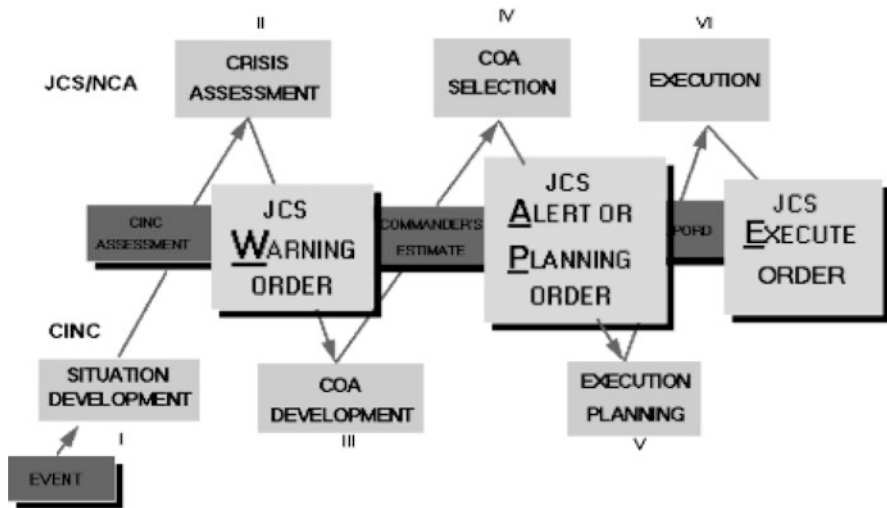 II
IV
VI
JCS/NCA
CRISIS
ASSESSMENT
COA
SELECTION
EXECUTION
CINC
ASSESSMENT
JCS
WARNING
ORDER
COMMANDER'S
ESTIMATE
JCS
ALERT OR
PLANNING
ORDER
PORD
JCS
EXECUTE
ORDER
CINC
SITUATION
DEVELOPMENT
COA
DEVELOPMENT
EXECUTION
PLANNING
I
III
V
EVENT